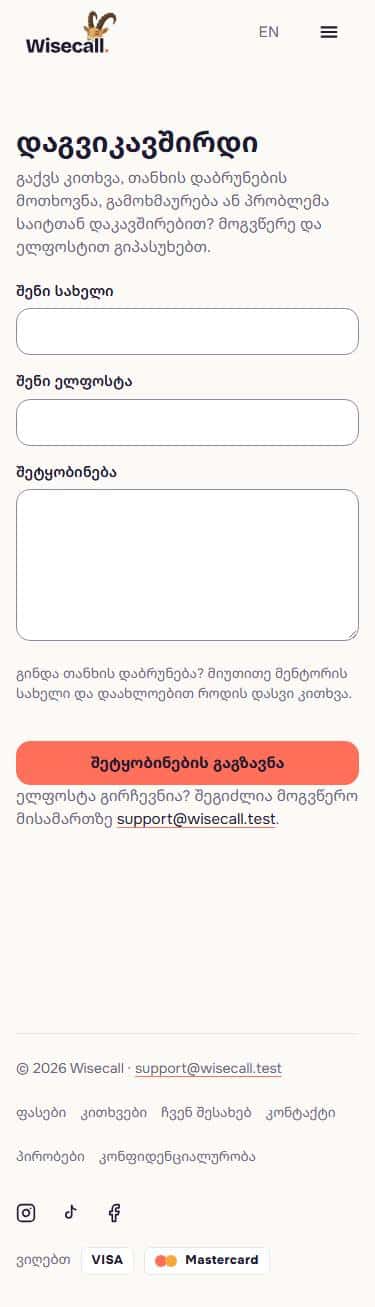 Wisecall.
EN
დაგვიკავშირდი
გაქვს კითხვა, თანხის დაბრუნების
მოთხოვნა, გამოხმაურება ან პრობლემა
საიტთან დაკავშირებით? მოგვწერე და
ელფოსტით გიპასუხებთ.
შენი სახელი
შენი ელფოსტა
შეტყობინება
გინდა თანხის დაბრუნება? მიუთითე მენტორის
სახელი და დაახლოებით როდის დასვი კითხვა.
შეტყობინების გაგზავნა
ელფოსტა გირჩევნია? შეგიძლია მოგვწერო
მისამართზე support@wisecall.test.
© 2026 Wisecall · support@wisecall.test
ფასები კითხვები ჩვენ შესახებ კონტაქტი
პირობები კონფიდენციალურობა
ვიღებთ VISA Mastercard